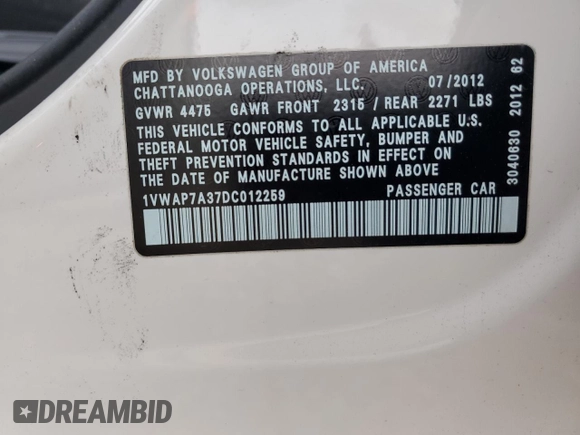 MFD BY VOLKSWAGEN GROUP OF AMERICA
CHATTANOOGA OPERATIONS, LLC. 07/2012
GVWR 4475 GAWR FRONT 2315 / REAR 2271 LBS
THIS VEHICLE CONFORMS TO ALL APPLICABLE U.S.
FEDERAL MOTOR VEHICLE SAFETY, BUMPER AND
THEFT PREVENTION STANDARDS IN EFFECT ON
THE DATE OF MANUFACTURE SHOWN ABOVE
1VWAP7A37DC012259 PASSENGER CAR
3040630 2012 62
DREAMBID